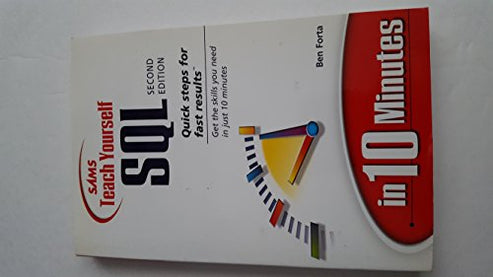 SAMS
Teach Yourself
SQL
SECOND
EDITION
Quick steps for
fast results™
Get the skills you need
in just 10 minutes
Ben Forta
in 10 Minutes